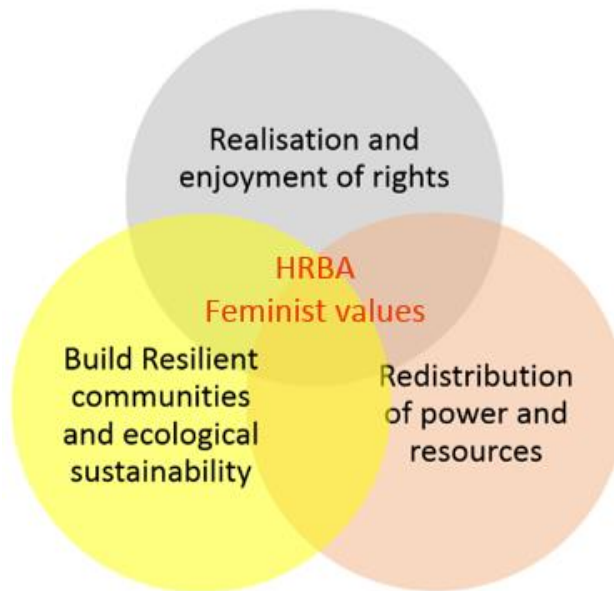 Realisation and
enjoyment of rights
HRBA
Feminist values
Build Resilient
communities
and ecological
sustainability
Redistribution
of power and
resources